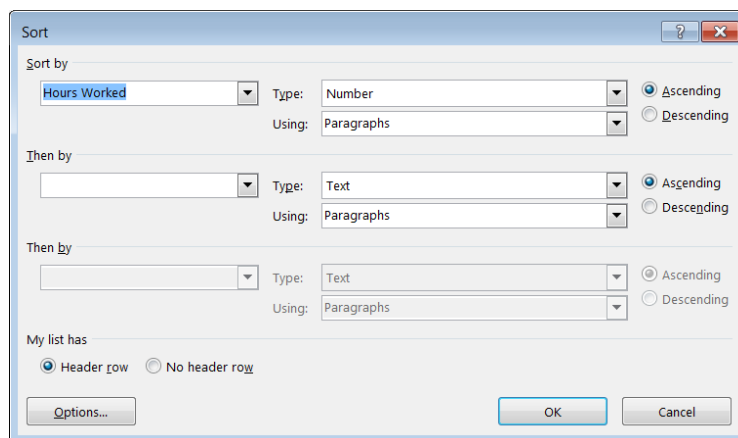 Sort
Sort by
Hours Worked Type: Number Ascending
Using: Paragraphs Descending
Then by
Type: Text Ascending
Using: Paragraphs Descending
Then by
Type: Text Ascending
Using: Paragraphs Descending
My list has
Header row No header row
Options... OK Cancel